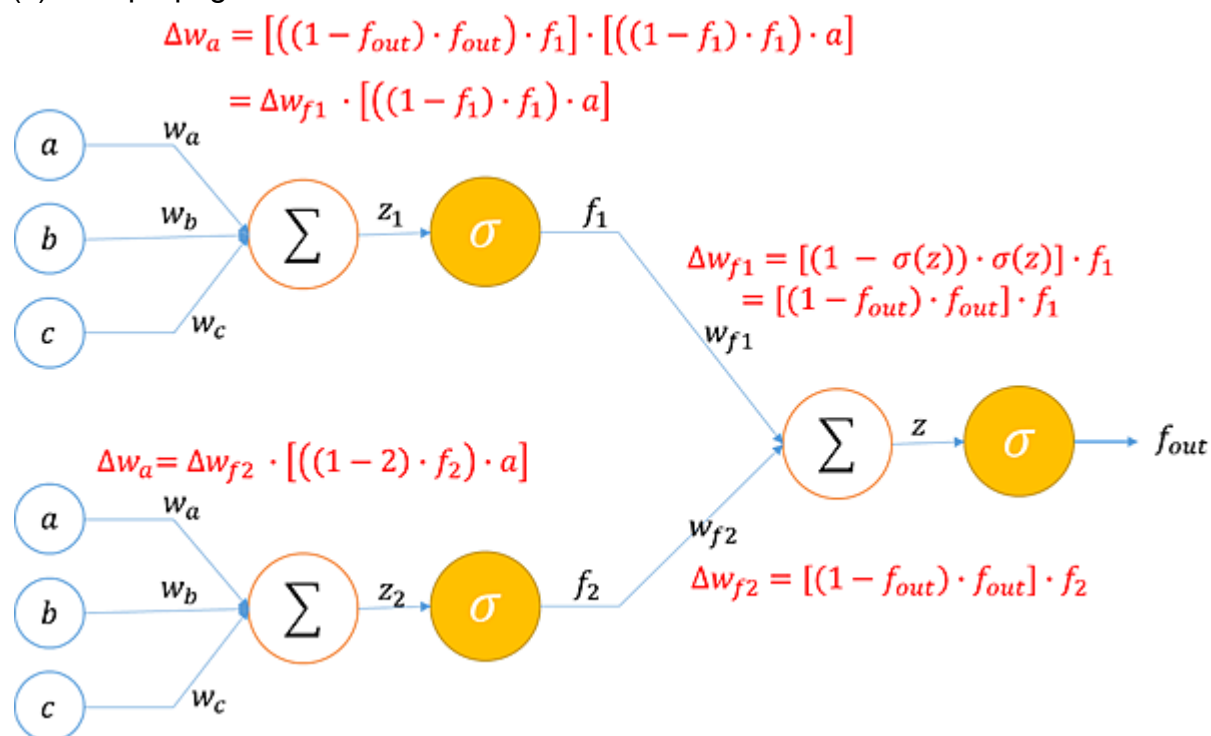 Δw_a = [((1 − f_out) · f_out) · f_1] · [((1 − f_1) · f_1) · a]
= Δw_f1 · [((1 − f_1) · f_1) · a]
a
w_a
b
w_b
c
w_c
∑
z_1
σ
f_1
Δw_f1 = [(1 − σ(z)) · σ(z)] · f_1
= [(1 − f_out) · f_out] · f_1
w_f1
∑
z
σ
f_out
Δw_a= Δw_f2 · [((1 − 2) · f_2) · a]
a
w_a
b
w_b
c
w_c
∑
z_2
σ
f_2
w_f2
Δw_f2 = [(1 − f_out) · f_out] · f_2